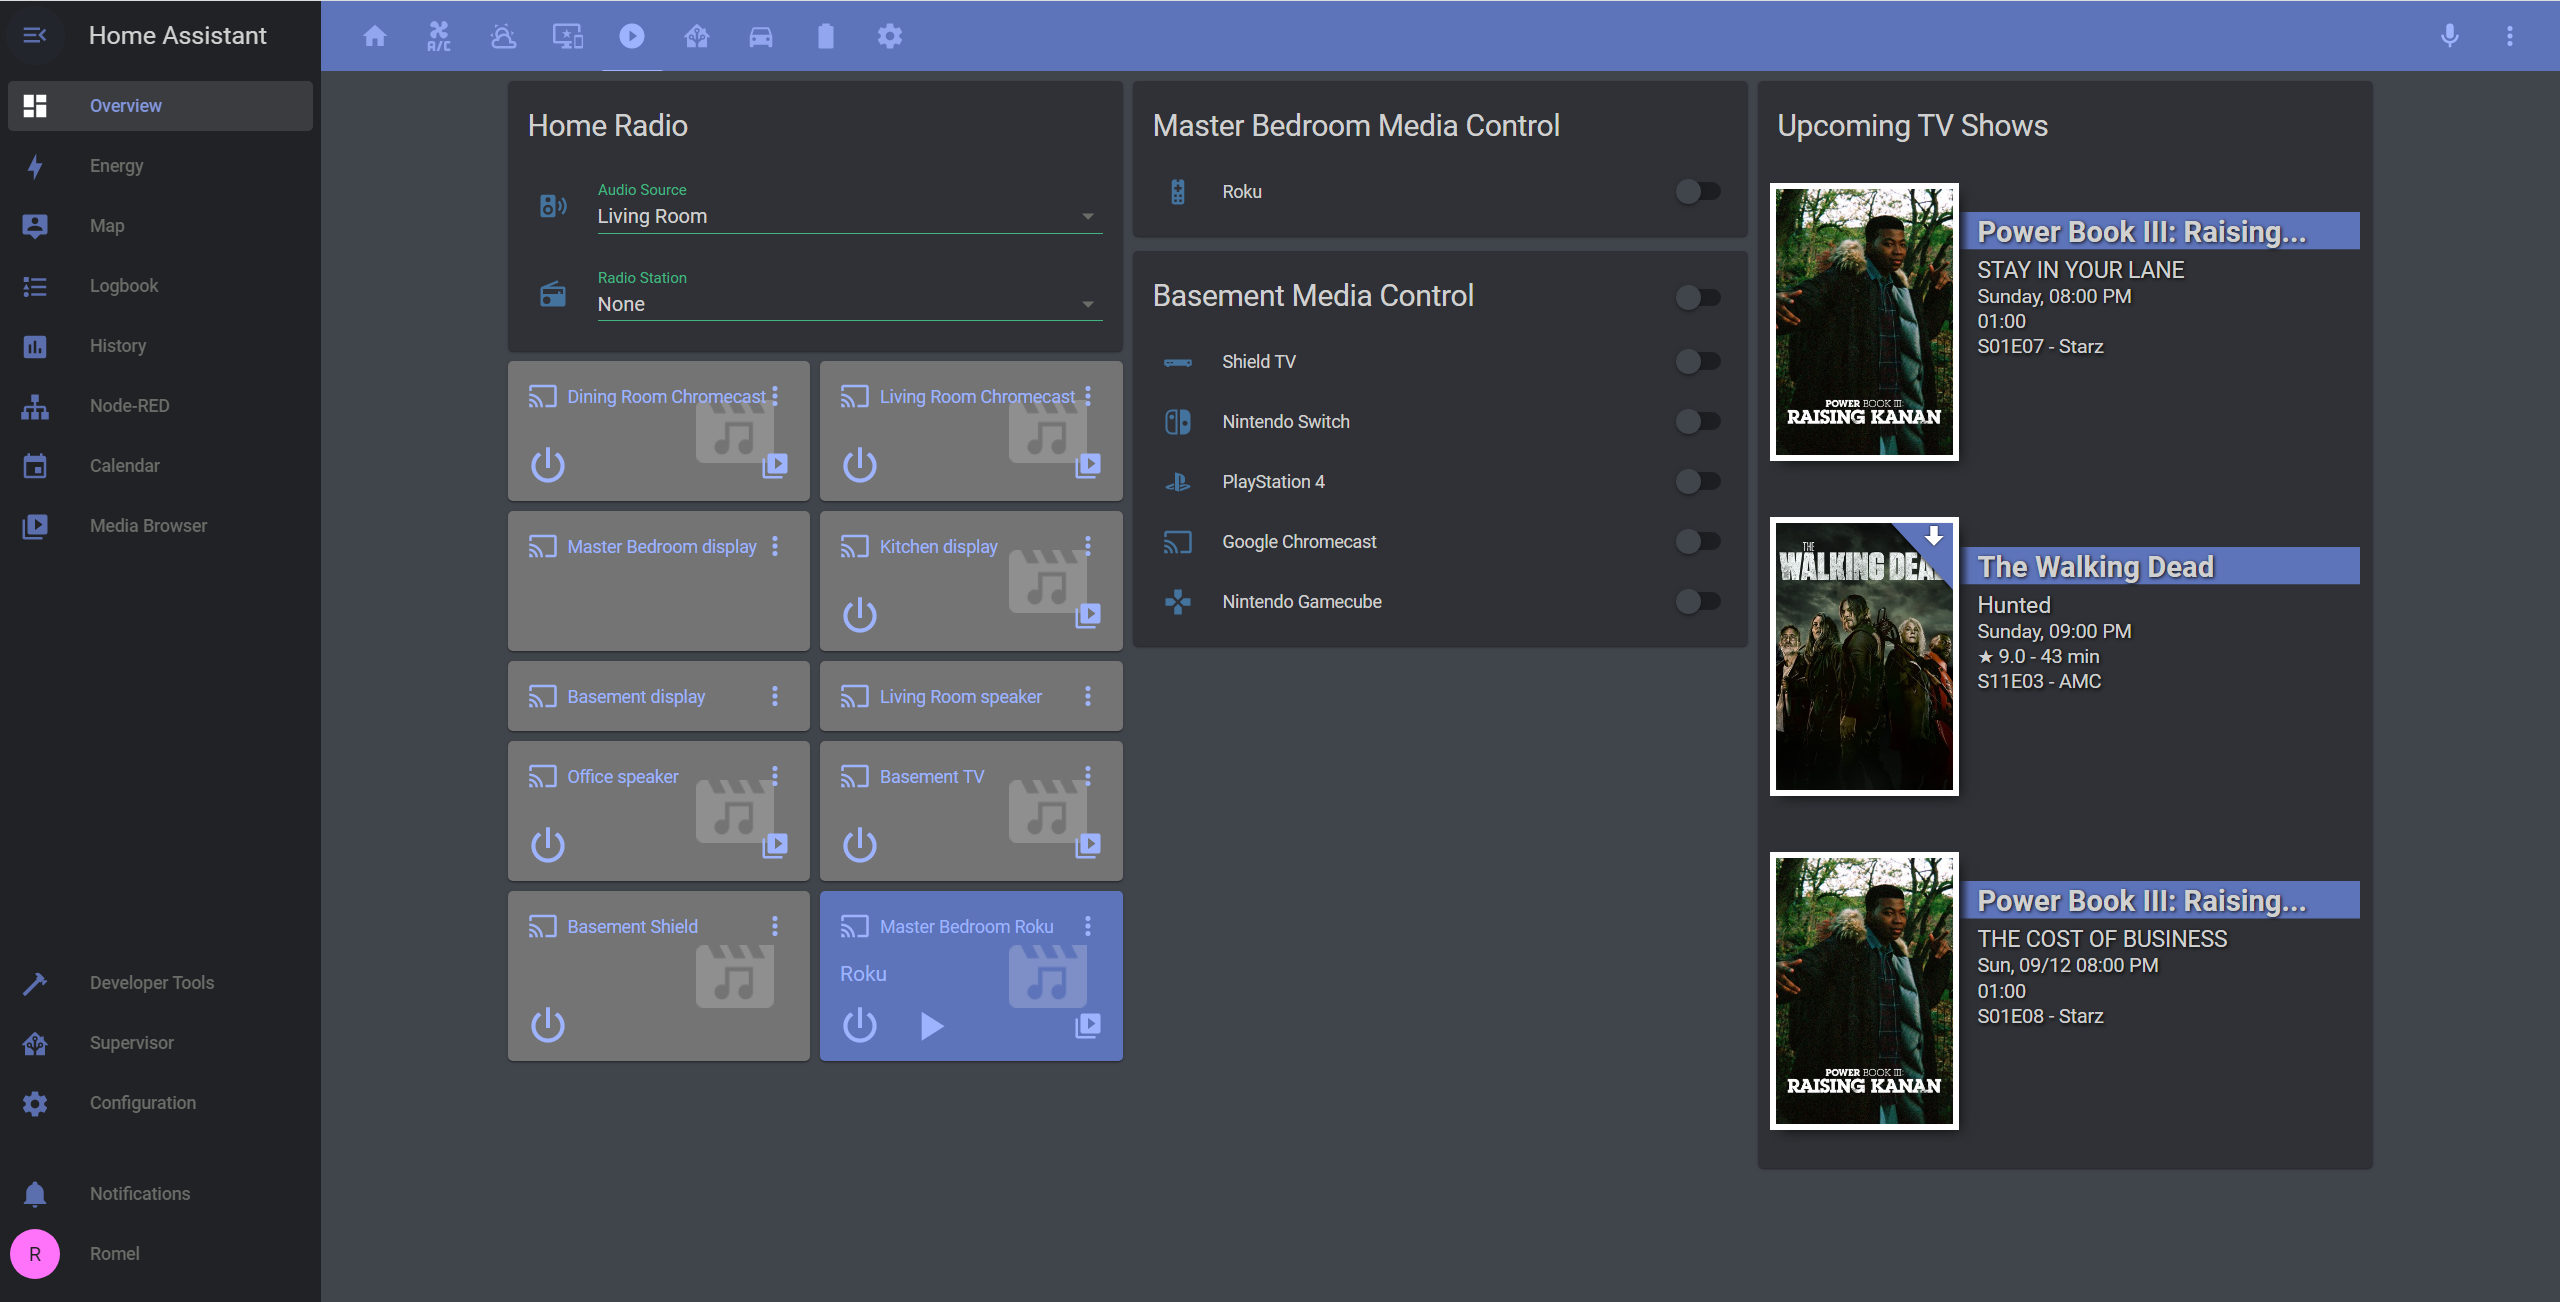 Home Assistant
A/C
Overview
Energy
Map
Logbook
History
Node-RED
Calendar
Media Browser
Developer Tools
Supervisor
Configuration
Notifications
R
Romel
Home Radio
Audio Source
Living Room
Radio Station
None
Dining Room Chromecast
Living Room Chromecast
Master Bedroom display
Kitchen display
Basement display
Living Room speaker
Office speaker
Basement TV
Basement Shield
Master Bedroom Roku
Roku
Master Bedroom Media Control
Roku
Basement Media Control
Shield TV
Nintendo Switch
PlayStation 4
Google Chromecast
Nintendo Gamecube
Upcoming TV Shows
POWER BOOK III:
RAISING KANAN
Power Book III: Raising...
STAY IN YOUR LANE
Sunday, 08:00 PM
01:00
S01E07 - Starz
THE
WALKING DEA
The Walking Dead
Hunted
Sunday, 09:00 PM
★ 9.0 - 43 min
S11E03 - AMC
POWER BOOK III:
RAISING KANAN
Power Book III: Raising...
THE COST OF BUSINESS
Sun, 09/12 08:00 PM
01:00
S01E08 - Starz